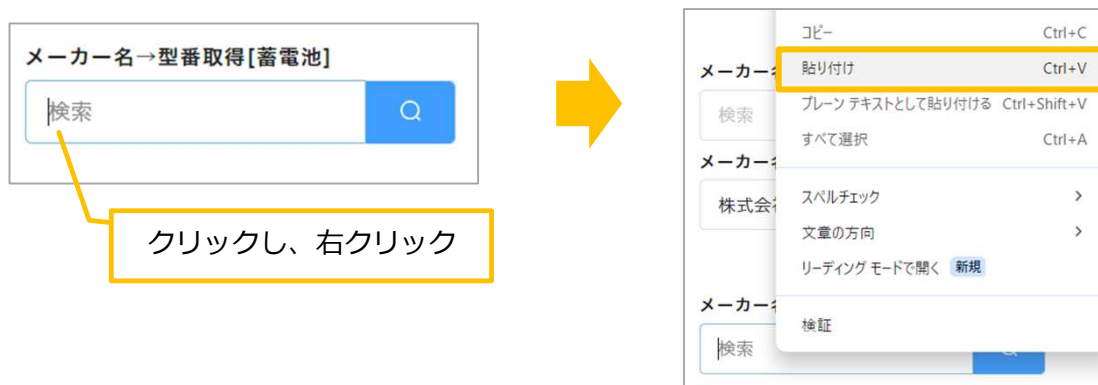 メーカー名→型番取得[蓄電池]
検索
クリックし、右クリック
コピー Ctrl+C
貼り付け Ctrl+V
プレーン テキストとして貼り付ける Ctrl+Shift+V
すべて選択 Ctrl+A
スペルチェック
文章の方向
リーディング モードで開く 新規
検証
メーカー
検索
メーカー
株式会
メーカー
検索